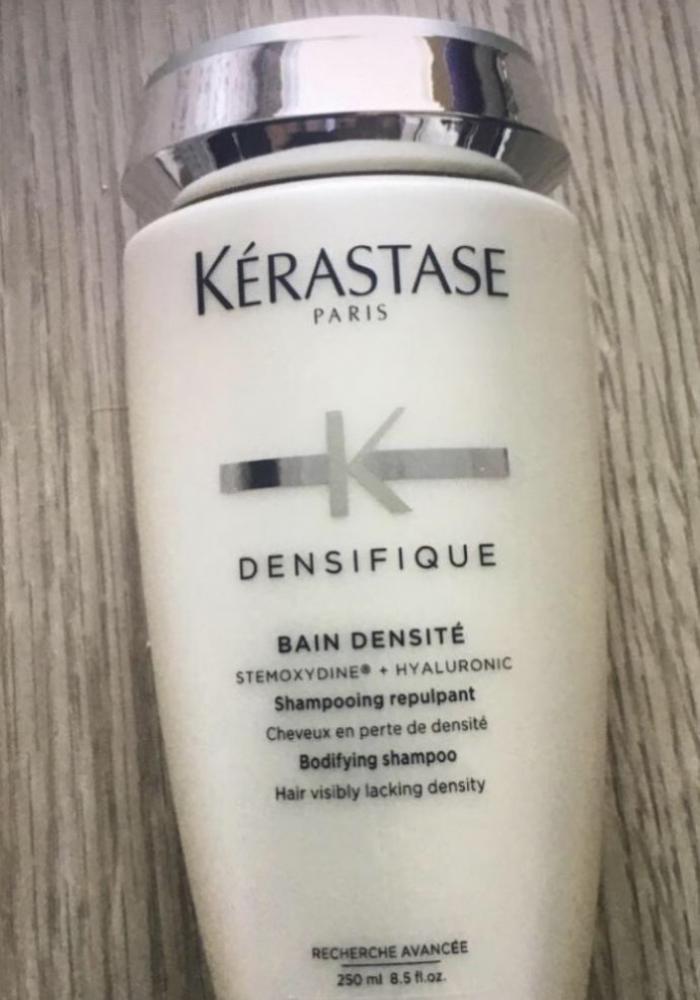 KÉRASTASE
PARIS
K
DENSIFIQUE
BAIN DENSITÉ
STEMOXYDINE® + HYALURONIC
Shampooing repulpant
Cheveux en perte de densité
Bodifying shampoo
Hair visibly lacking density
RECHERCHE AVANCÉE
250 ml 8.5 fl.oz.